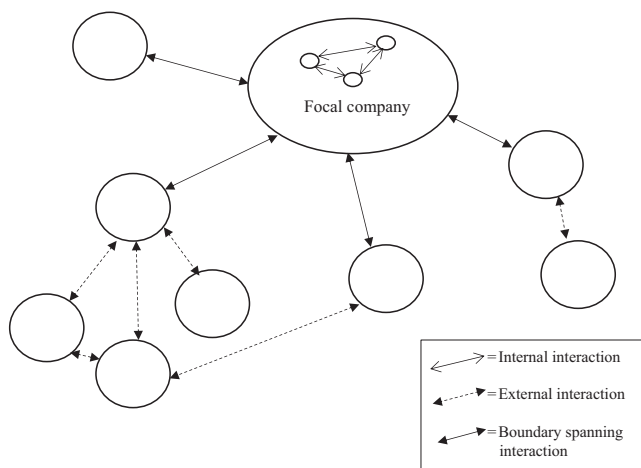 Focal company
=Internal interaction
=External interaction
=Boundary spanning
interaction